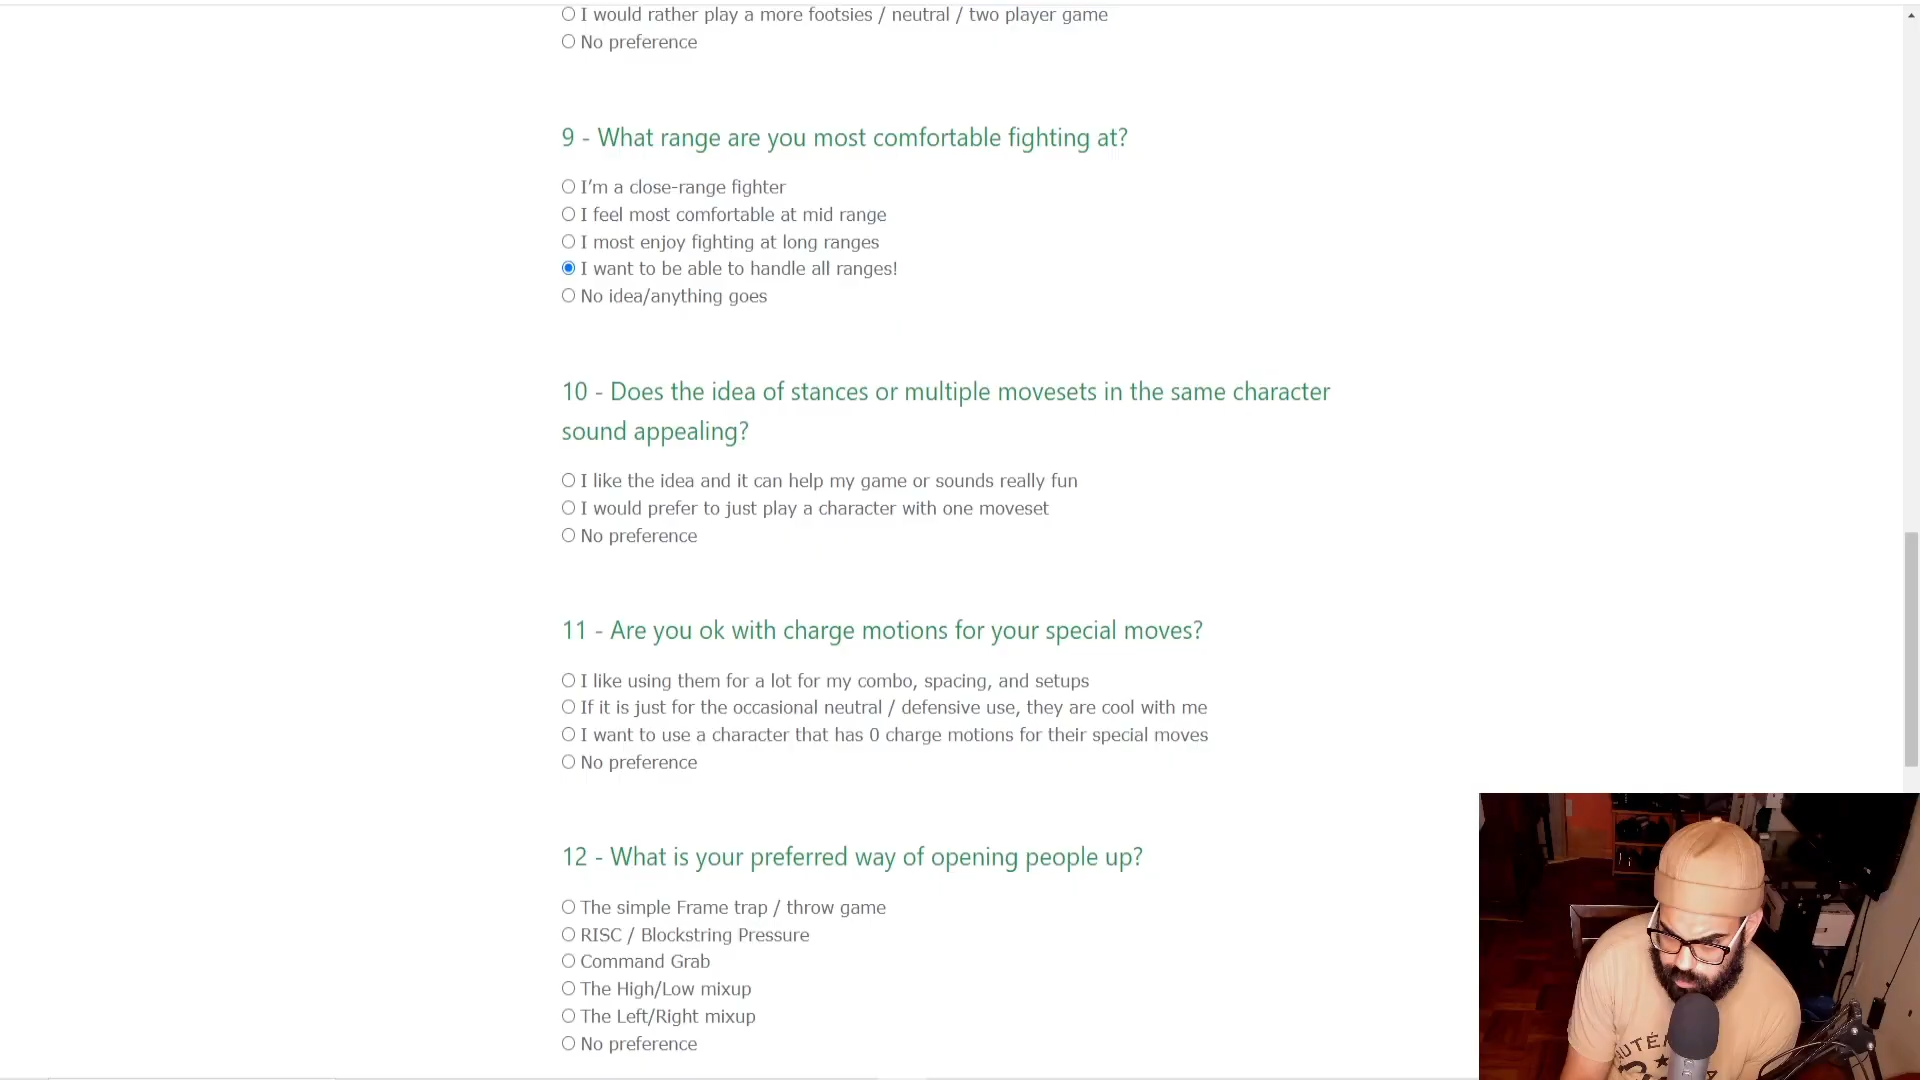 I would rather play a more footsies / neutral / two player game
No preference
9 - What range are you most comfortable fighting at?
I'm a close-range fighter
I feel most comfortable at mid range
I most enjoy fighting at long ranges
I want to be able to handle all ranges!
No idea/anything goes
10 - Does the idea of stances or multiple movesets in the same character
sound appealing?
I like the idea and it can help my game or sounds really fun
I would prefer to just play a character with one moveset
No preference
11 - Are you ok with charge motions for your special moves?
I like using them for a lot for my combo, spacing, and setups
If it is just for the occasional neutral / defensive use, they are cool with me
I want to use a character that has 0 charge motions for their special moves
No preference
12 - What is your preferred way of opening people up?
The simple Frame trap / throw game
RISC / Blockstring Pressure
Command Grab
The High/Low mixup
The Left/Right mixup
No preference